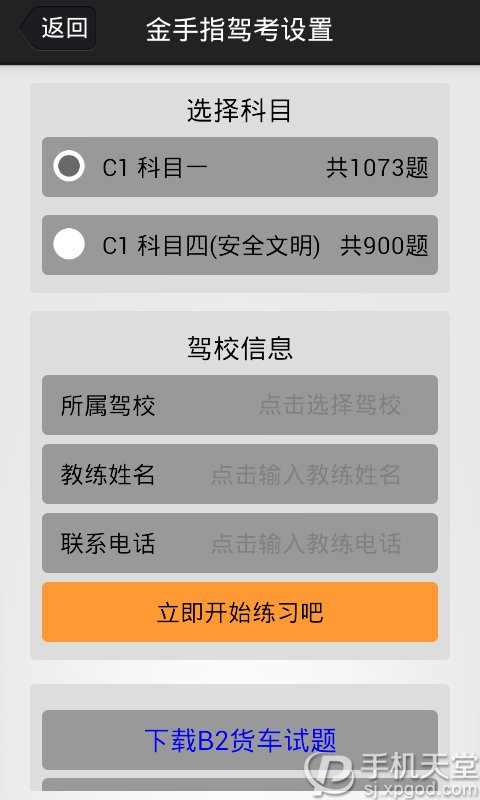 返回
金手指驾考设置
选择科目
C1 科目一 共1073题
C1 科目四(安全文明) 共900题
驾校信息
所属驾校 点击选择驾校
教练姓名 点击输入教练姓名
联系电话 点击输入教练电话
立即开始练习吧
下载B2货车试题
手机天堂
sj.xpgod.com